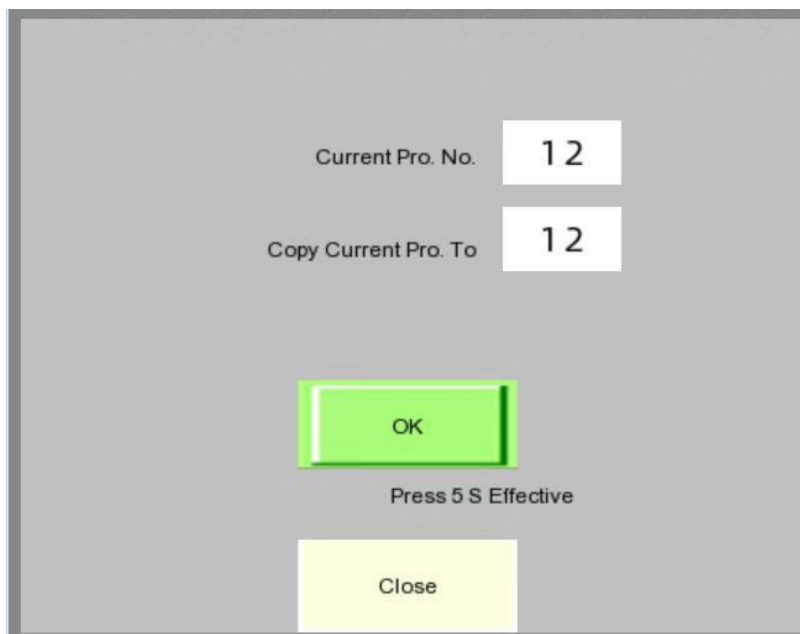 Current Pro. No. 12
Copy Current Pro. To 12
OK
Press 5 S Effective
Close